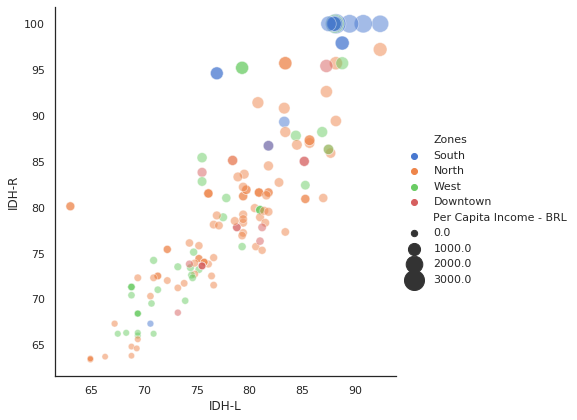 100
95
90
85
80
75
70
65
IDH-R
65
70
75
80
85
90
IDH-L
Zones
South
North
West
Downtown
Per Capita Income - BRL
0.0
1000.0
2000.0
3000.0